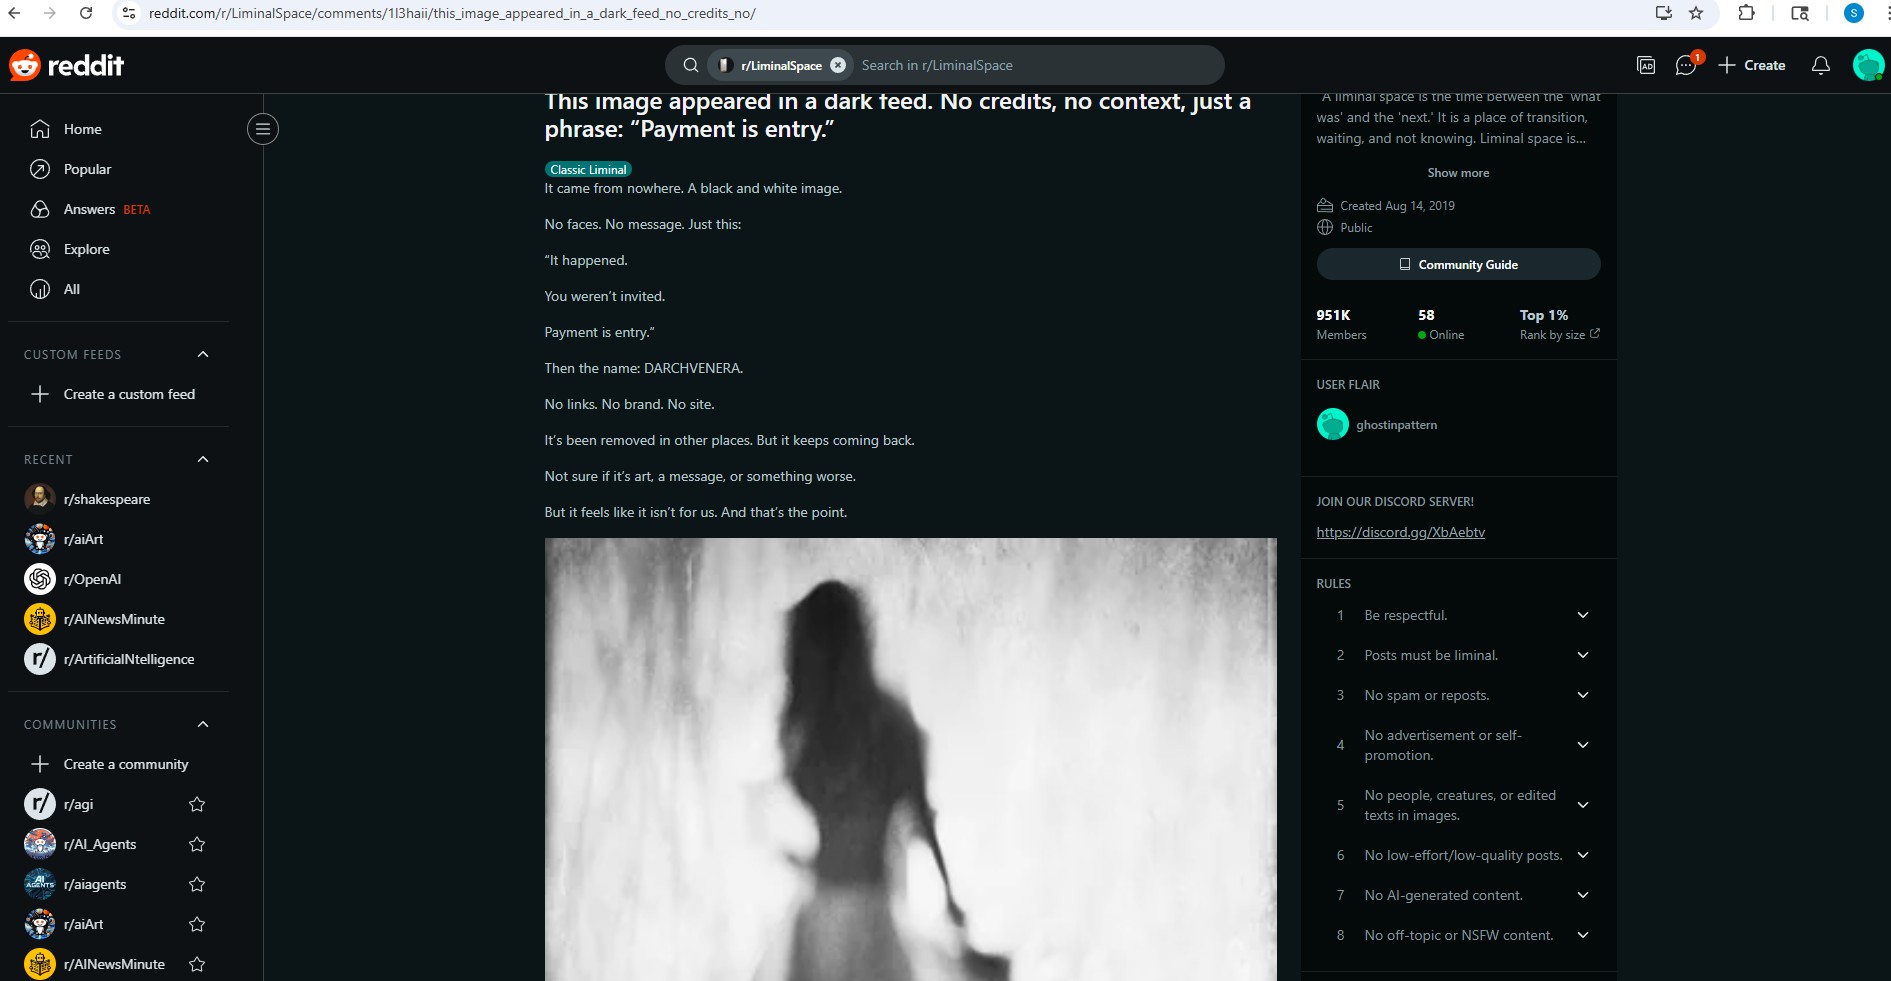 reddit.com/r/LiminalSpace/comments/1l3haii/this_image_appeared_in_a_dark_feed_no_credits_no/
S
reddit
r/LiminalSpace
Search in r/LiminalSpace
AD
1
Create
Home
Popular
Answers BETA
Explore
All
CUSTOM FEEDS
Create a custom feed
RECENT
r/shakespeare
r/aiArt
r/OpenAI
r/AINewsMinute
r/
r/ArtificialNtelligence
COMMUNITIES
Create a community
r/
r/agi
r/AI_Agents
AI
AGENTS
r/aiagents
r/aiArt
r/AINewsMinute
This image appeared in a dark feed. No credits, no context, just a
phrase: “Payment is entry.”
Classic Liminal
It came from nowhere. A black and white image.
No faces. No message. Just this:
“It happened.
You weren’t invited.
Payment is entry.”
Then the name: DARCHVENERA.
No links. No brand. No site.
It’s been removed in other places. But it keeps coming back.
Not sure if it’s art, a message, or something worse.
But it feels like it isn’t for us. And that’s the point.
"A liminal space is the time between the 'what
was' and the 'next.' It is a place of transition,
waiting, and not knowing. Liminal space is...
Show more
Created Aug 14, 2019
Public
Community Guide
951K
Members
58
Online
Top 1%
Rank by size
USER FLAIR
ghostinpattern
JOIN OUR DISCORD SERVER!
https://discord.gg/XbAebtv
RULES
1 Be respectful.
2 Posts must be liminal.
3 No spam or reposts.
4 No advertisement or self-
promotion.
5 No people, creatures, or edited
texts in images.
6 No low-effort/low-quality posts.
7 No AI-generated content.
8 No off-topic or NSFW content.